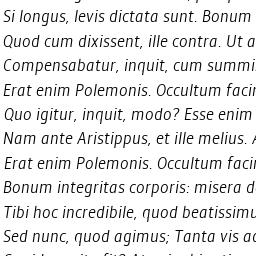 Si longus, levis dictata sunt. Bonum
Quod cum dixissent, ille contra. Ut a
Compensabatur, inquit, cum summi
Erat enim Polemonis. Occultum faci
Quo igitur, inquit, modo? Esse enim
Nam ante Aristippus, et ille melius.
Erat enim Polemonis. Occultum faci
Bonum integritas corporis: misera d
Tibi hoc incredibile, quod beatissimu
Sed nunc, quod agimus; Tanta vis ad